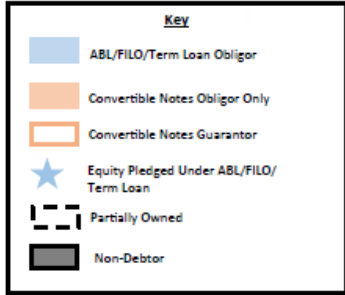 Key
ABL/FILO/Term Loan Obligor
Convertible Notes Obligor Only
Convertible Notes Guarantor
Equity Pledged Under ABL/FILO/
Term Loan
Partially Owned
Non-Debtor